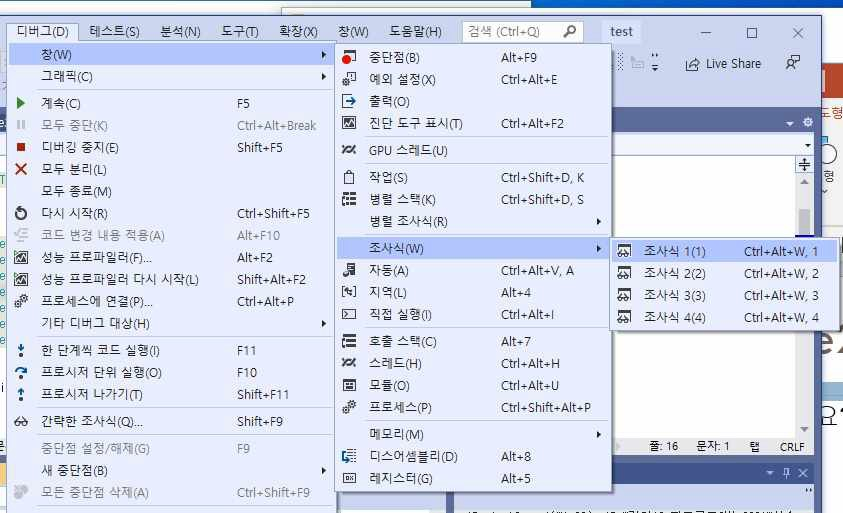 디버그(D) 테스트(S) 분석(N) 도구(T) 확장(X) 창(W) 도움말(H) 검색 (Ctrl+Q) test
Live Share
창(W)
그래픽(C)
계속(C) F5
모두 중단(K) Ctrl+Alt+Break
디버깅 중지(E) Shift+F5
모두 분리(L)
모두 종료(M)
다시 시작(R) Ctrl+Shift+F5
코드 변경 내용 적용(A) Alt+F10
성능 프로파일러(F)... Alt+F2
성능 프로파일러 다시 시작(L) Shift+Alt+F2
프로세스에 연결(P)... Ctrl+Alt+P
기타 디버그 대상(H)
한 단계씩 코드 실행(I) F11
프로시저 단위 실행(O) F10
프로시저 나가기(T) Shift+F11
간략한 조사식(Q)... Shift+F9
중단점 설정/해제(G) F9
새 중단점(B)
모든 중단점 삭제(A) Ctrl+Shift+F9
중단점(B) Alt+F9
예외 설정(X) Ctrl+Alt+E
출력(O)
진단 도구 표시(T) Ctrl+Alt+F2
GPU 스레드(U)
작업(S) Ctrl+Shift+D, K
병렬 스택(K) Ctrl+Shift+D, S
병렬 조사식(R)
조사식(W)
자동(A) Ctrl+Alt+V, A
지역(L) Alt+4
직접 실행(I) Ctrl+Alt+I
호출 스택(C) Alt+7
스레드(H) Ctrl+Alt+H
모듈(O) Ctrl+Alt+U
프로세스(P) Ctrl+Shift+Alt+P
메모리(M)
디스어셈블리(D) Alt+8
레지스터(G) Alt+5
조사식 1(1) Ctrl+Alt+W, 1
조사식 2(2) Ctrl+Alt+W, 2
조사식 3(3) Ctrl+Alt+W, 3
조사식 4(4) Ctrl+Alt+W, 4
도형
형
요?
줄: 16 문자: 1 탭 CRLF